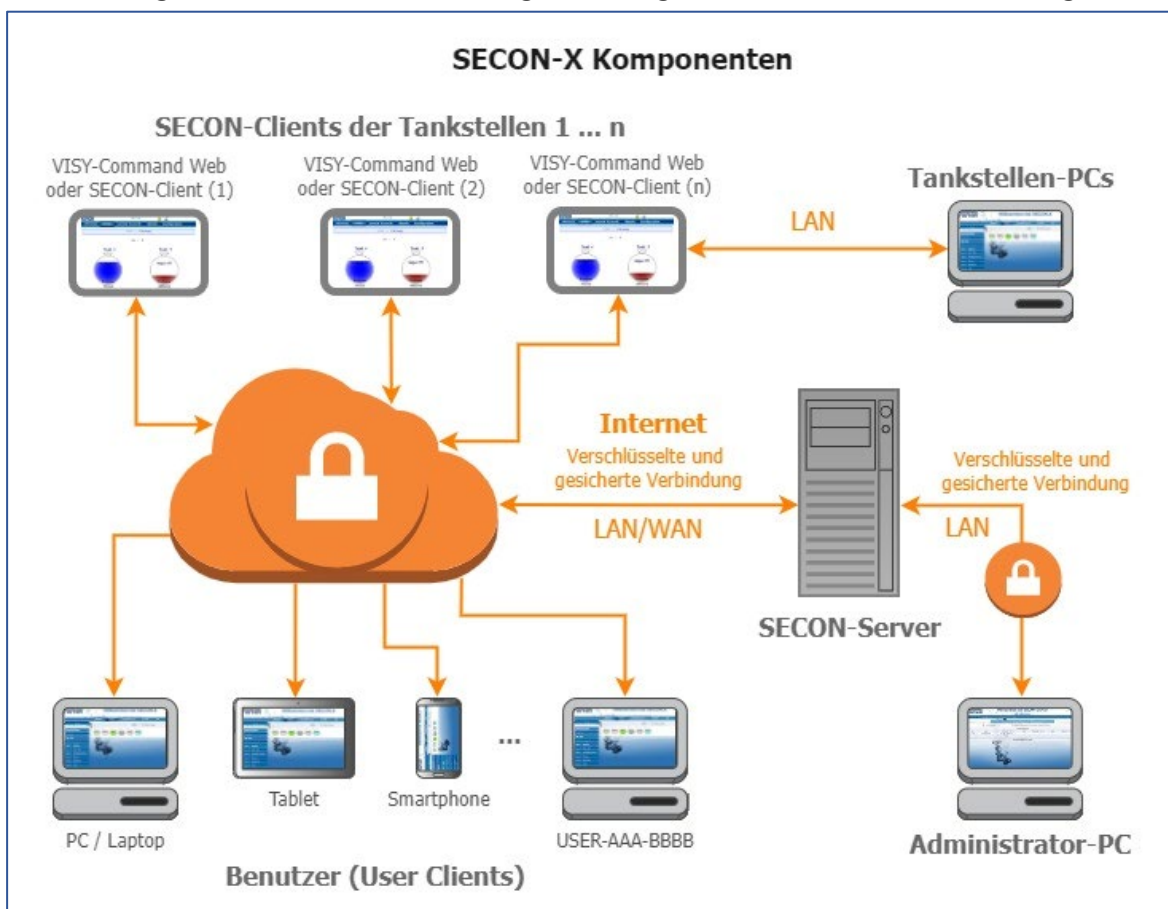 SECON-X Komponenten
SECON-Clients der Tankstellen 1 ... n
VISY-Command Web
oder SECON-Client (1)
VISY-Command Web
oder SECON-Client (2)
VISY-Command Web
oder SECON-Client (n)
Tankstellen-PCs
LAN
Internet
Verschlüsselte und
gesicherte Verbindung
LAN/WAN
Verschlüsselte und
gesicherte Verbindung
LAN
SECON-Server
...
PC / Laptop
Tablet
Smartphone
USER-AAA-BBBB
Administrator-PC
Benutzer (User Clients)